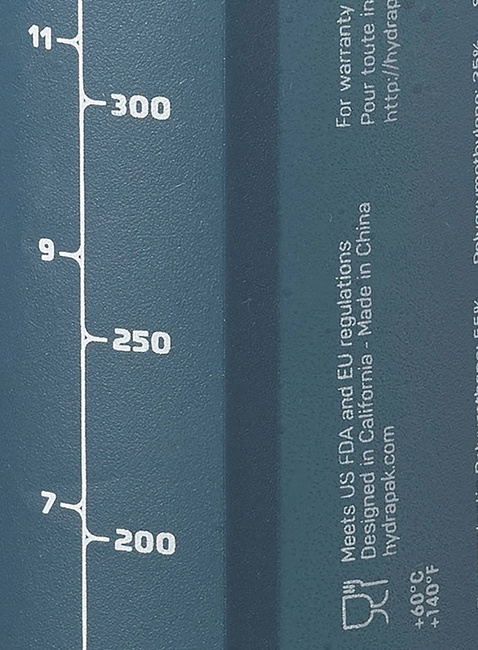 11
300
9
250
7
200
For warranty
Pour toute in
http://hydrap
Meets US FDA and EU regulations
Designed in California - Made in China
hydrapak.com
+60°C
+140°F